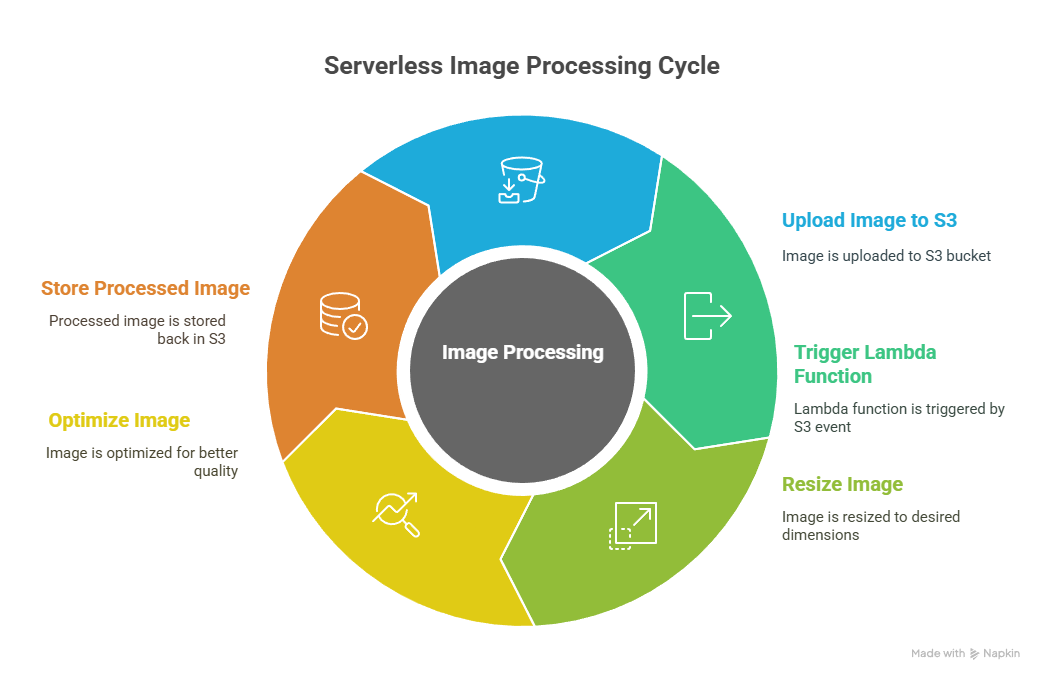 Serverless Image Processing Cycle
Upload Image to S3
Image is uploaded to S3 bucket
Trigger Lambda
Function
Lambda function is triggered by
S3 event
Resize Image
Image is resized to desired
dimensions
Optimize Image
Image is optimized for better
quality
Store Processed Image
Processed image is stored
back in S3
Image Processing
Made with Napkin